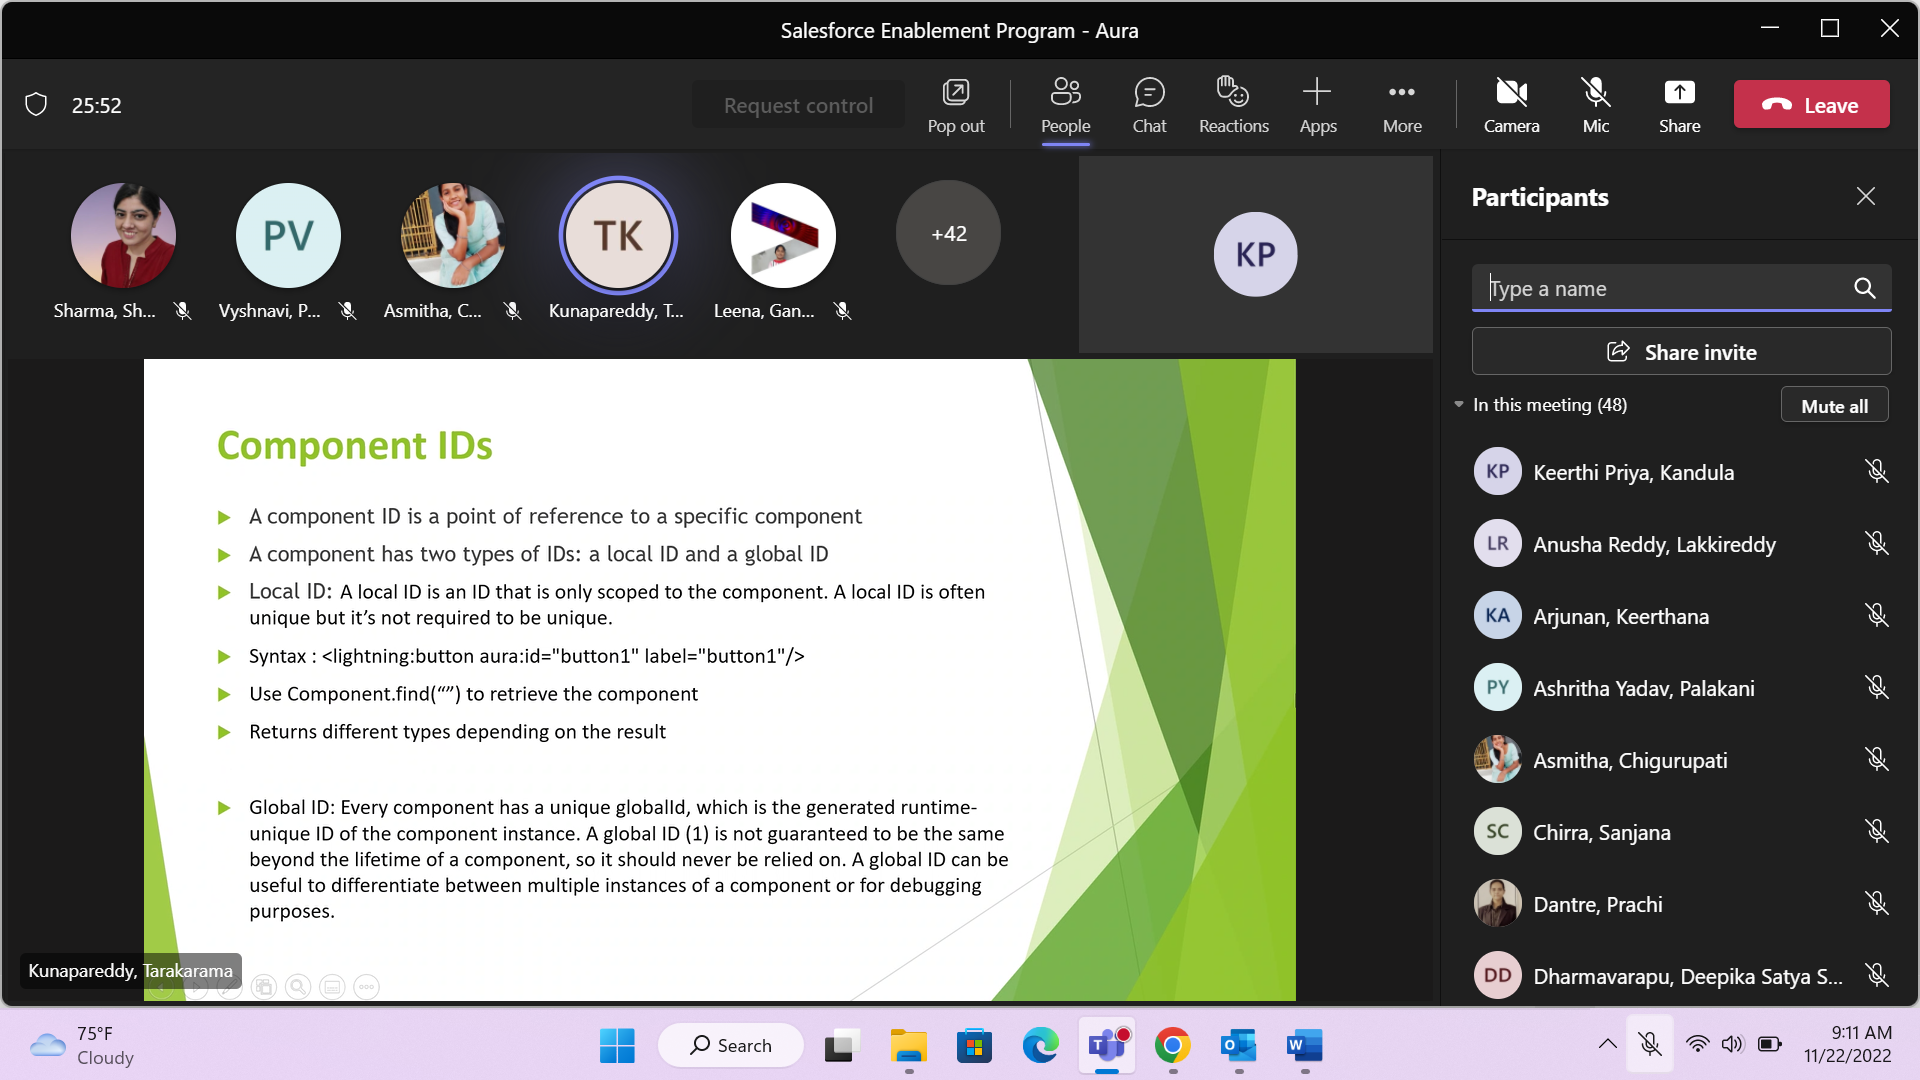 Salesforce Enablement Program - Aura
25:52
Request control
Pop out
People
Chat
Reactions
Apps
More
Camera
Mic
Share
Leave
PV
TK
+42
KP
Sharma, Sh...
Vyshnavi, P...
Asmitha, C...
Kunapareddy, T...
Leena, Gan...
Component IDs
A component ID is a point of reference to a specific component
A component has two types of IDs: a local ID and a global ID
Local ID: A local ID is an ID that is only scoped to the component. A local ID is often
unique but it’s not required to be unique.
Syntax : <lightning:button aura:id="button1" label="button1"/>
Use Component.find(“”) to retrieve the component
Returns different types depending on the result
Global ID: Every component has a unique globalId, which is the generated runtime-
unique ID of the component instance. A global ID (1) is not guaranteed to be the same
beyond the lifetime of a component, so it should never be relied on. A global ID can be
useful to differentiate between multiple instances of a component or for debugging
purposes.
Kunapareddy, Tarakarama
Participants
Type a name
Share invite
In this meeting (48)
Mute all
KP
Keerthi Priya, Kandula
LR
Anusha Reddy, Lakkireddy
KA
Arjunan, Keerthana
PY
Ashritha Yadav, Palakani
Asmitha, Chigurupati
SC
Chirra, Sanjana
Dantre, Prachi
DD
Dharmavarapu, Deepika Satya S...
75°F
Cloudy
Search
9:11 AM
11/22/2022